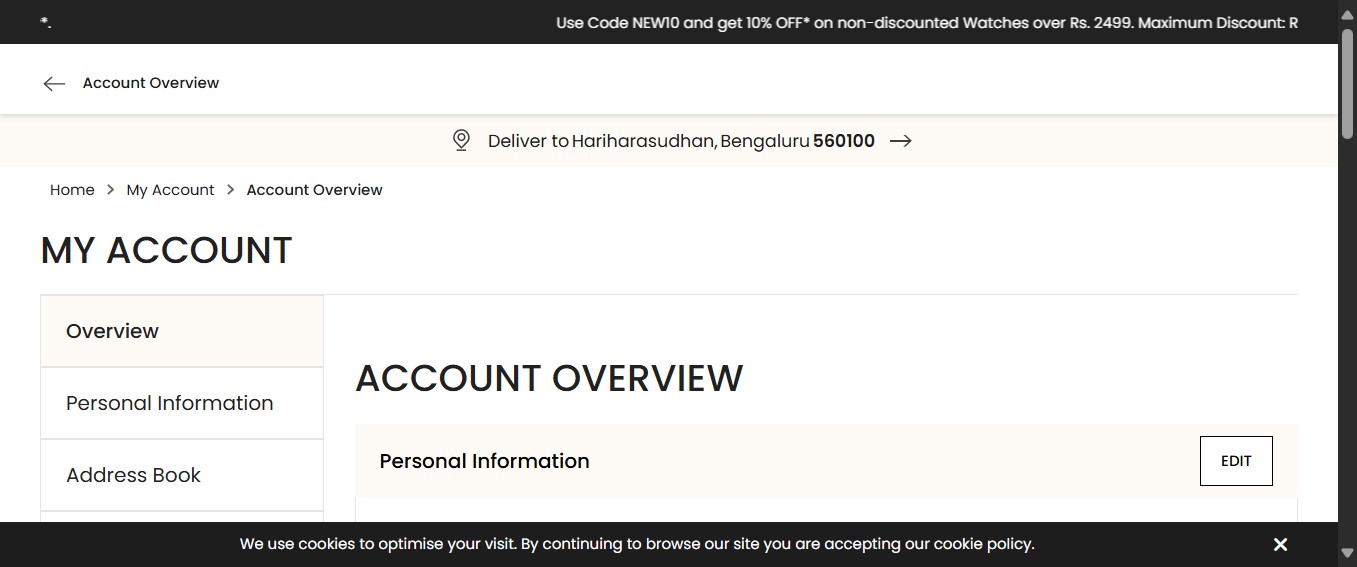 *. Use Code NEW10 and get 10% OFF* on non-discounted Watches over Rs. 2499. Maximum Discount: R
Account Overview
Deliver to Hariharasudhan, Bengaluru 560100
Home > My Account > Account Overview
MY ACCOUNT
Overview
Personal Information
Address Book
ACCOUNT OVERVIEW
Personal Information
EDIT
We use cookies to optimise your visit. By continuing to browse our site you are accepting our cookie policy.